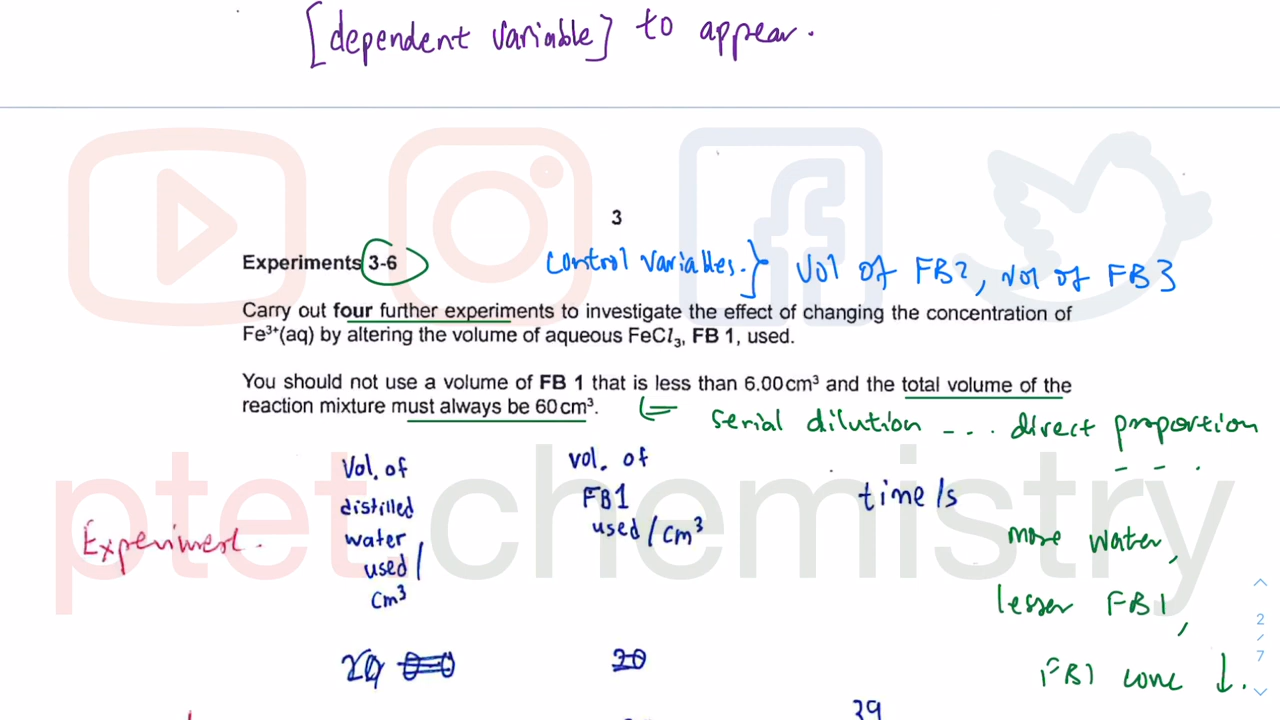 [dependent variable] to appear.
3
Experiments 3-6
control variables. } vol of FB2, vol of FB3
Carry out four further experiments to investigate the effect of changing the concentration of
Fe³⁺(aq) by altering the volume of aqueous FeCl₃, FB 1, used.
You should not use a volume of FB 1 that is less than 6.00 cm³ and the total volume of the
reaction mixture must always be 60 cm³.
serial dilution --.. direct proportion
ptet chemistry
Experiment.
Vol. of
distilled
water
used/
cm³
vol. of
FB1
used/cm³
time/s
more water,
lesser FB1,
FB1 conc ↓.
20
39
2
/
7